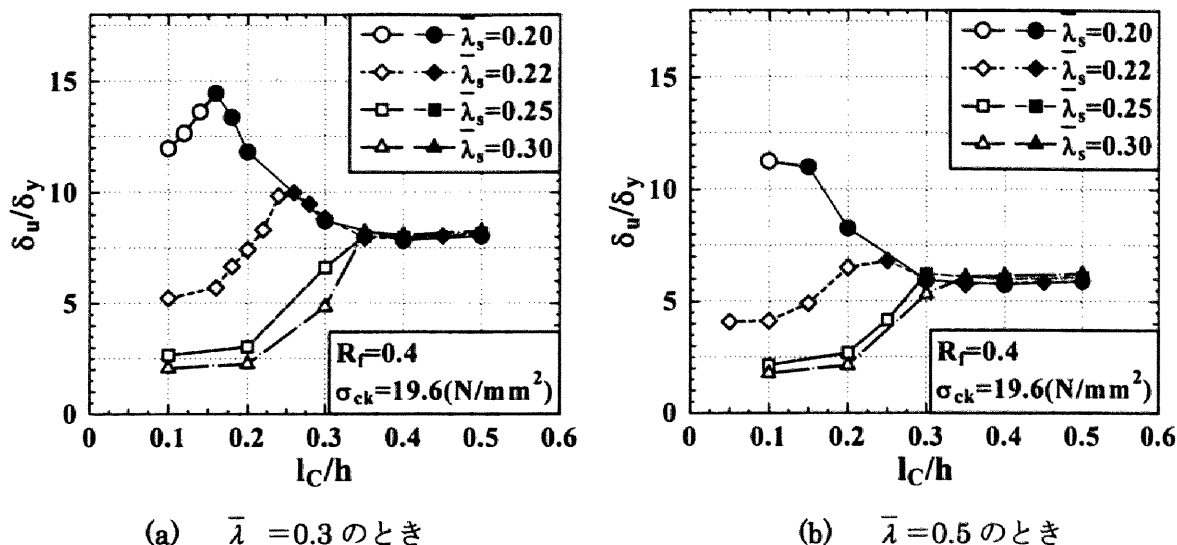 λ̄s=0.20
λ̄s=0.22
λ̄s=0.25
λ̄s=0.30
15
10
5
0
δu/δy
Rf=0.4
σck=19.6(N/mm²)
0 0.1 0.2 0.3 0.4 0.5 0.6
lC/h
(a) λ̄ =0.3 のとき
λ̄s=0.20
λ̄s=0.22
λ̄s=0.25
λ̄s=0.30
15
10
5
0
δu/δy
Rf=0.4
σck=19.6(N/mm²)
0 0.1 0.2 0.3 0.4 0.5 0.6
lC/h
(b) λ̄=0.5 のとき